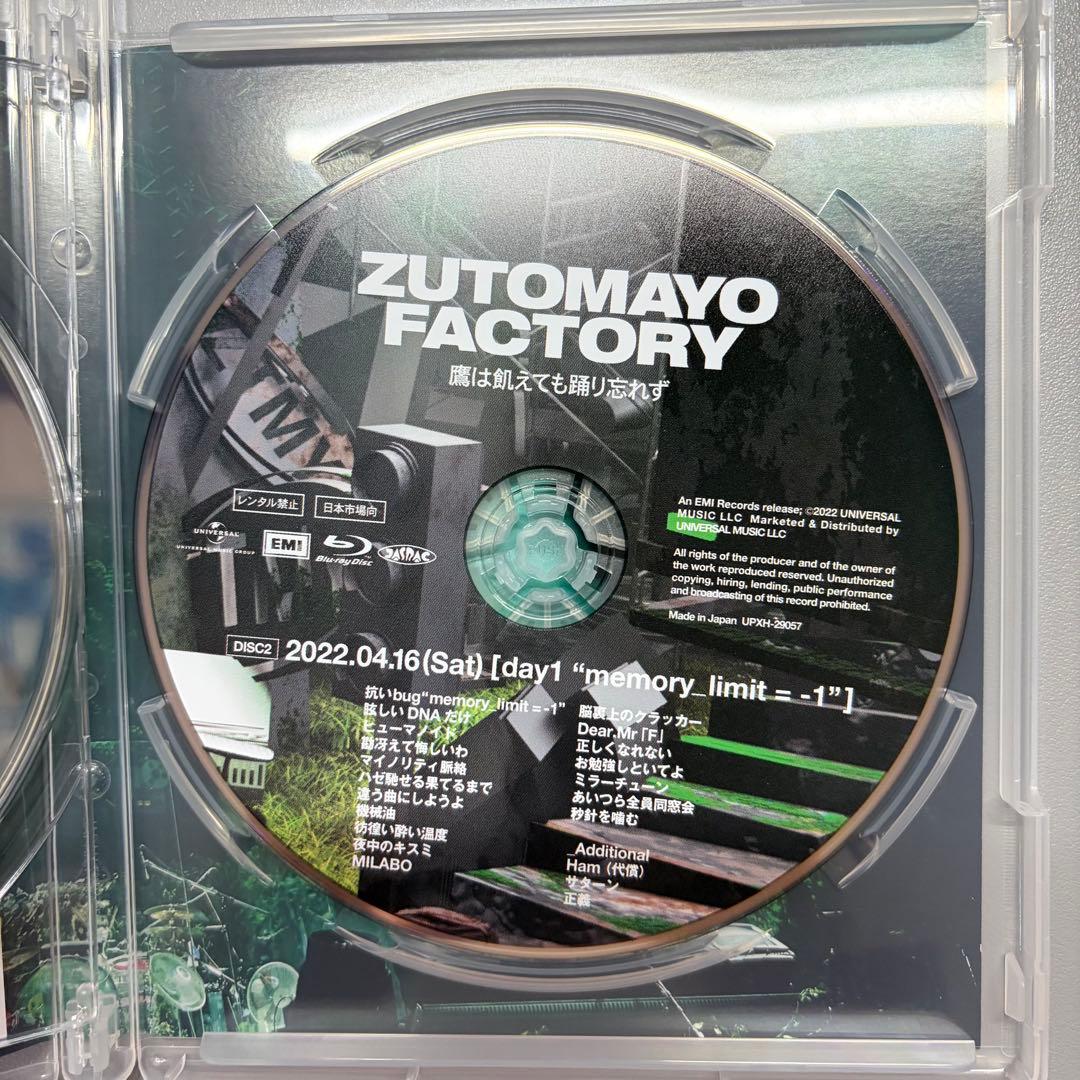 ZUTOMAYO
FACTORY
鷹は飢えても踊り忘れず
MY
レンタル禁止
日本市場向
UNIVERSAL
UNIVERSAL MUSIC GROUP
EMI
Blu-ray Disc
JASRAC
An EMI Records release; ©2022 UNIVERSAL
MUSIC LLC Marketed & Distributed by
UNIVERSAL MUSIC LLC
All rights of the producer and of the owner of
the work reproduced reserved. Unauthorized
copying, hiring, lending, public performance
and broadcasting of this record prohibited.
Made in Japan UPXH-29057
DISC2 2022.04.16(Sat) [day1 “memory_limit = -1”]
抗いbug“memory_limit = -1”
眩しいDNAだけ
ヒューマノイド
勘冴えて悔しいわ
マイノリティ脈絡
ハゼ馳せる果てるまで
違う曲にしようよ
機械油
彷徨い酔い温度
夜中のキスミ
MILABO
脳裏上のクラッカー
Dear.Mr「F」
正しくなれない
お勉強しといてよ
ミラーチューン
あいつら全員同窓会
秒針を噛む
Additional
Ham（代償）
サターン
正義